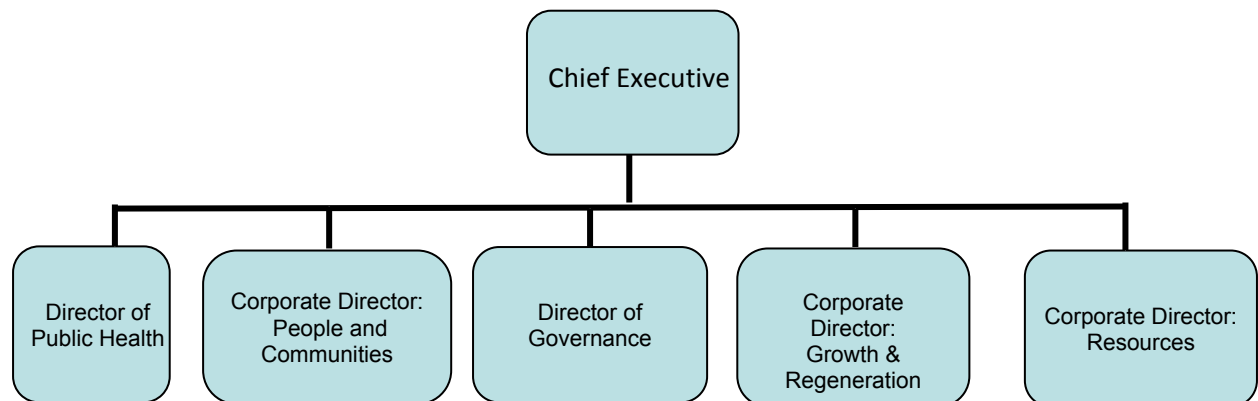 Chief Executive
Director of
Public Health
Corporate Director:
People and
Communities
Director of
Governance
Corporate
Director:
Growth &
Regeneration
Corporate Director:
Resources